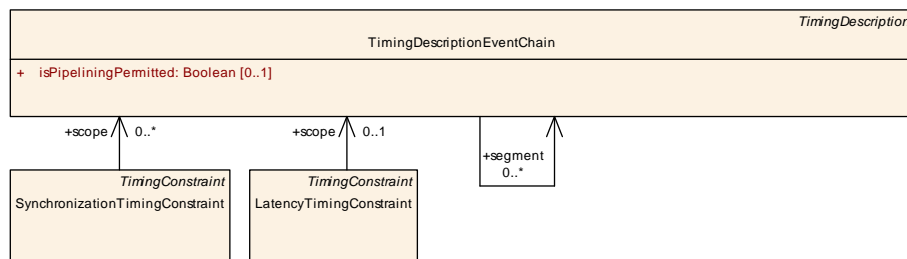 TimingDescription
TimingDescriptionEventChain
+ isPipeliningPermitted: Boolean [0..1]
+scope 0..*
+scope 0..1
+segment
0..*
TimingConstraint
SynchronizationTimingConstraint
TimingConstraint
LatencyTimingConstraint